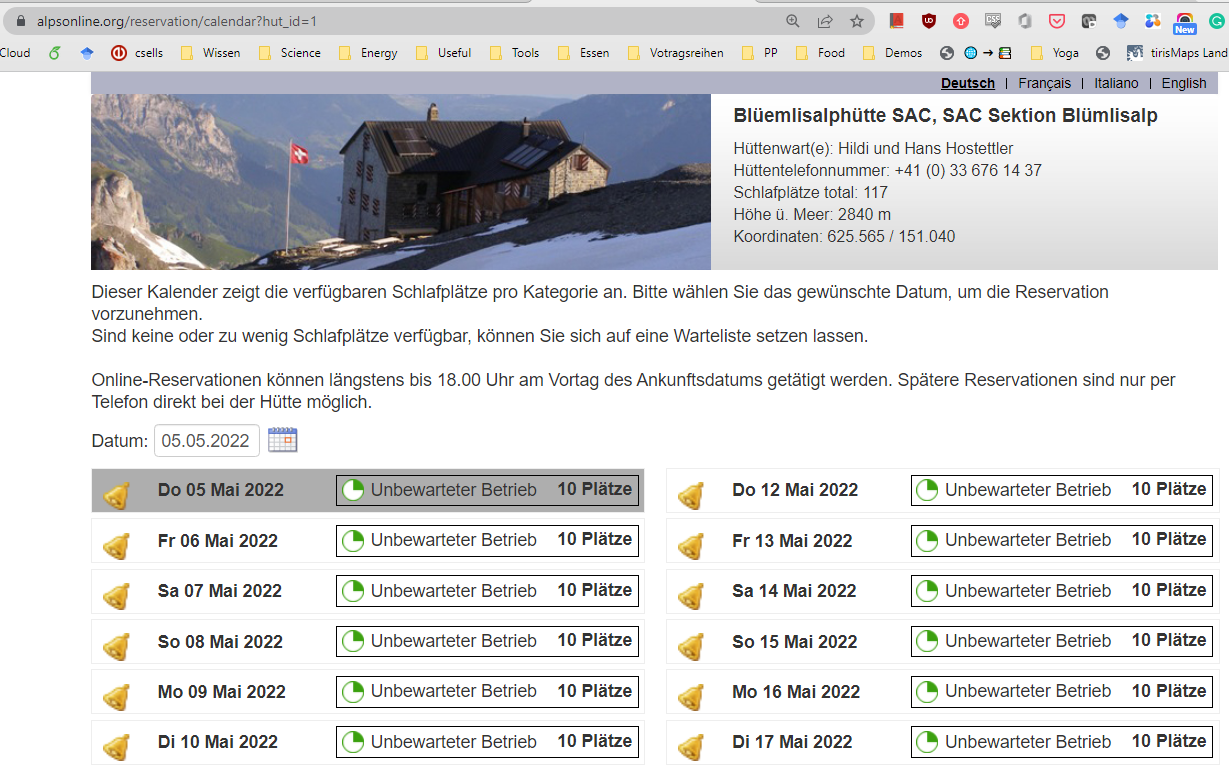 alpsonline.org/reservation/calendar?hut_id=1
Cloud csells Wissen Science Energy Useful Tools Essen Votragsreihen PP Food Demos Yoga tirisMaps Land
New
Deutsch | Français | Italiano | English
Blüemlisalphütte SAC, SAC Sektion Blümlisalp
Hüttenwart(e): Hildi und Hans Hostettler
Hüttentelefonnummer: +41 (0) 33 676 14 37
Schlafplätze total: 117
Höhe ü. Meer: 2840 m
Koordinaten: 625.565 / 151.040
Dieser Kalender zeigt die verfügbaren Schlafplätze pro Kategorie an. Bitte wählen Sie das gewünschte Datum, um die Reservation
vorzunehmen.
Sind keine oder zu wenig Schlafplätze verfügbar, können Sie sich auf eine Warteliste setzen lassen.
Online-Reservationen können längstens bis 18.00 Uhr am Vortag des Ankunftsdatums getätigt werden. Spätere Reservationen sind nur per
Telefon direkt bei der Hütte möglich.
Datum: 05.05.2022
Do 05 Mai 2022 Unbewarteter Betrieb 10 Plätze
Fr 06 Mai 2022 Unbewarteter Betrieb 10 Plätze
Sa 07 Mai 2022 Unbewarteter Betrieb 10 Plätze
So 08 Mai 2022 Unbewarteter Betrieb 10 Plätze
Mo 09 Mai 2022 Unbewarteter Betrieb 10 Plätze
Di 10 Mai 2022 Unbewarteter Betrieb 10 Plätze
Do 12 Mai 2022 Unbewarteter Betrieb 10 Plätze
Fr 13 Mai 2022 Unbewarteter Betrieb 10 Plätze
Sa 14 Mai 2022 Unbewarteter Betrieb 10 Plätze
So 15 Mai 2022 Unbewarteter Betrieb 10 Plätze
Mo 16 Mai 2022 Unbewarteter Betrieb 10 Plätze
Di 17 Mai 2022 Unbewarteter Betrieb 10 Plätze